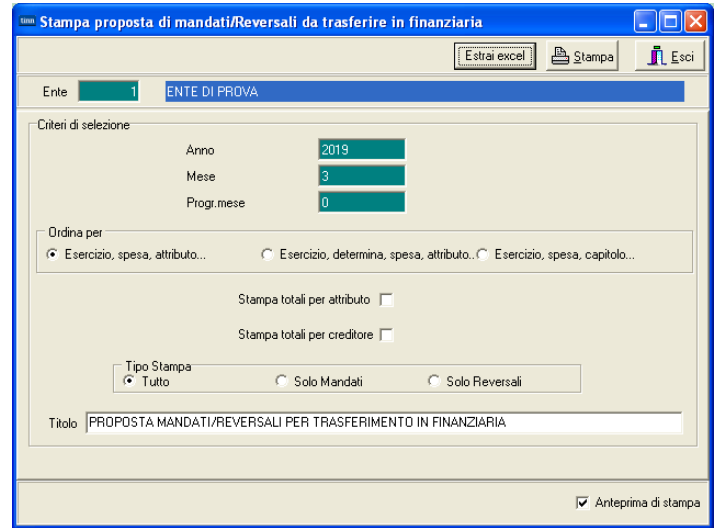 tinn Stampa proposta di mandati/Reversali da trasferire in finanziaria
Estrai excel Stampa Esci
Ente 1 ENTE DI PROVA
Criteri di selezione
Anno 2019
Mese 3
Progr.mese 0
Ordina per
Esercizio, spesa, attributo... Esercizio, determina, spesa, attributo.. Esercizio, spesa, capitolo...
Stampa totali per attributo
Stampa totali per creditore
Tipo Stampa
Tutto Solo Mandati Solo Reversali
Titolo PROPOSTA MANDATI/REVERSALI PER TRASFERIMENTO IN FINANZIARIA
Anteprima di stampa